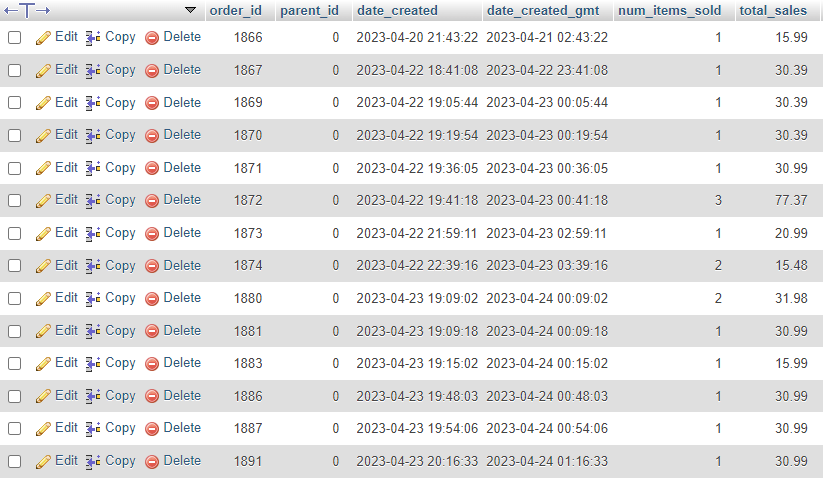 order_id parent_id date_created date_created_gmt num_items_sold total_sales
Edit Copy Delete 1866 0 2023-04-20 21:43:22 2023-04-21 02:43:22 1 15.99
Edit Copy Delete 1867 0 2023-04-22 18:41:08 2023-04-22 23:41:08 1 30.39
Edit Copy Delete 1869 0 2023-04-22 19:05:44 2023-04-23 00:05:44 1 30.39
Edit Copy Delete 1870 0 2023-04-22 19:19:54 2023-04-23 00:19:54 1 30.39
Edit Copy Delete 1871 0 2023-04-22 19:36:05 2023-04-23 00:36:05 1 30.99
Edit Copy Delete 1872 0 2023-04-22 19:41:18 2023-04-23 00:41:18 3 77.37
Edit Copy Delete 1873 0 2023-04-22 21:59:11 2023-04-23 02:59:11 1 20.99
Edit Copy Delete 1874 0 2023-04-22 22:39:16 2023-04-23 03:39:16 2 15.48
Edit Copy Delete 1880 0 2023-04-23 19:09:02 2023-04-24 00:09:02 2 31.98
Edit Copy Delete 1881 0 2023-04-23 19:09:18 2023-04-24 00:09:18 1 30.99
Edit Copy Delete 1883 0 2023-04-23 19:15:02 2023-04-24 00:15:02 1 15.99
Edit Copy Delete 1886 0 2023-04-23 19:48:03 2023-04-24 00:48:03 1 30.99
Edit Copy Delete 1887 0 2023-04-23 19:54:06 2023-04-24 00:54:06 1 30.99
Edit Copy Delete 1891 0 2023-04-23 20:16:33 2023-04-24 01:16:33 1 30.99